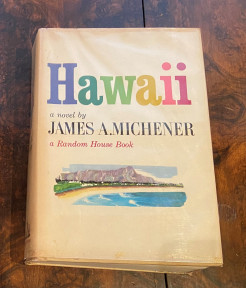 Hawaii
a novel by
JAMES A. MICHENER
a Random House Book